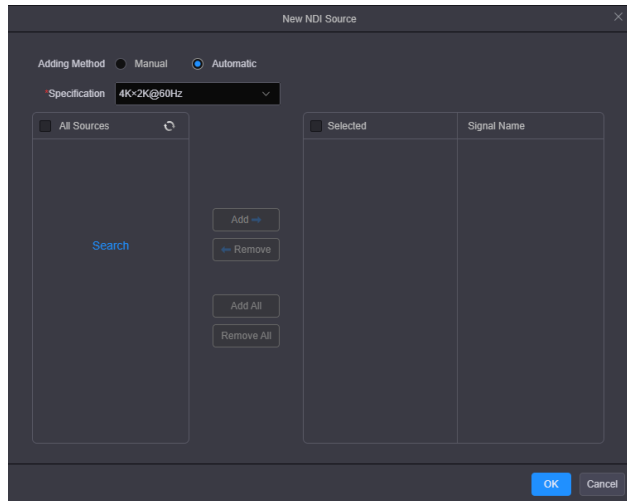 New NDI Source
Adding Method Manual Automatic
*Specification 4K×2K@60Hz
All Sources
Selected Signal Name
Search
Add
Remove
Add All
Remove All
OK Cancel